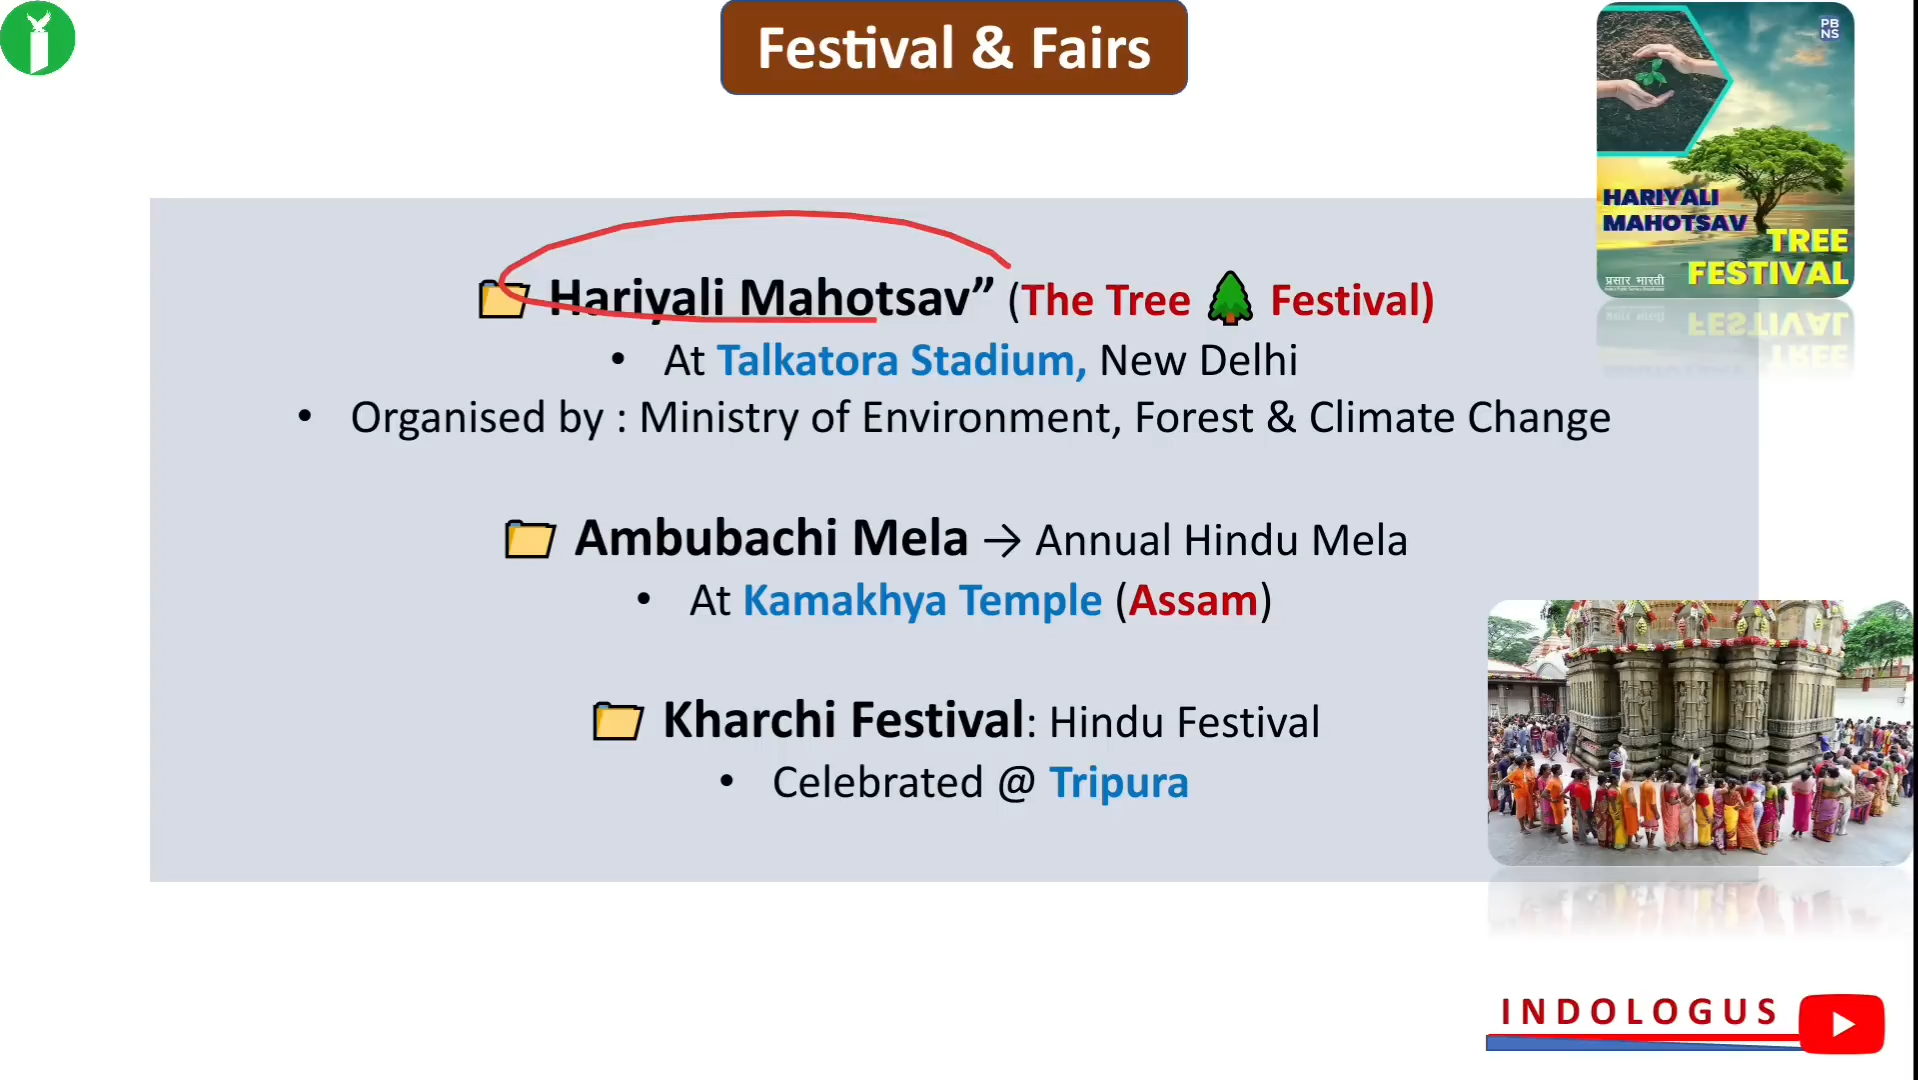 Festival & Fairs
PB
NS
HARIYALI
MAHOTSAV
TREE
FESTIVAL
प्रसार भारती
📁 Hariyali Mahotsav” (The Tree 🌲 Festival)
• At Talkatora Stadium, New Delhi
• Organised by : Ministry of Environment, Forest & Climate Change
📁 Ambubachi Mela → Annual Hindu Mela
• At Kamakhya Temple (Assam)
📁 Kharchi Festival: Hindu Festival
• Celebrated @ Tripura
INDOLOGUS